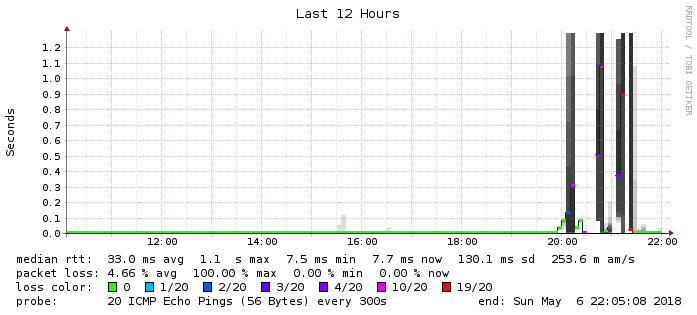 Last 12 Hours
RRDTOOL / TOBI OETIKER
Seconds
1.2
1.1
1.0
0.9
0.8
0.7
0.6
0.5
0.4
0.3
0.2
0.1
0.0
12:00 14:00 16:00 18:00 20:00 22:00
median rtt: 33.0 ms avg 1.1 s max 7.5 ms min 7.7 ms now 130.1 ms sd 253.6 m am/s
packet loss: 4.66 % avg 100.00 % max 0.00 % min 0.00 % now
loss color: 0 1/20 2/20 3/20 4/20 10/20 19/20
probe: 20 ICMP Echo Pings (56 Bytes) every 300s end: Sun May 6 22:05:08 2018